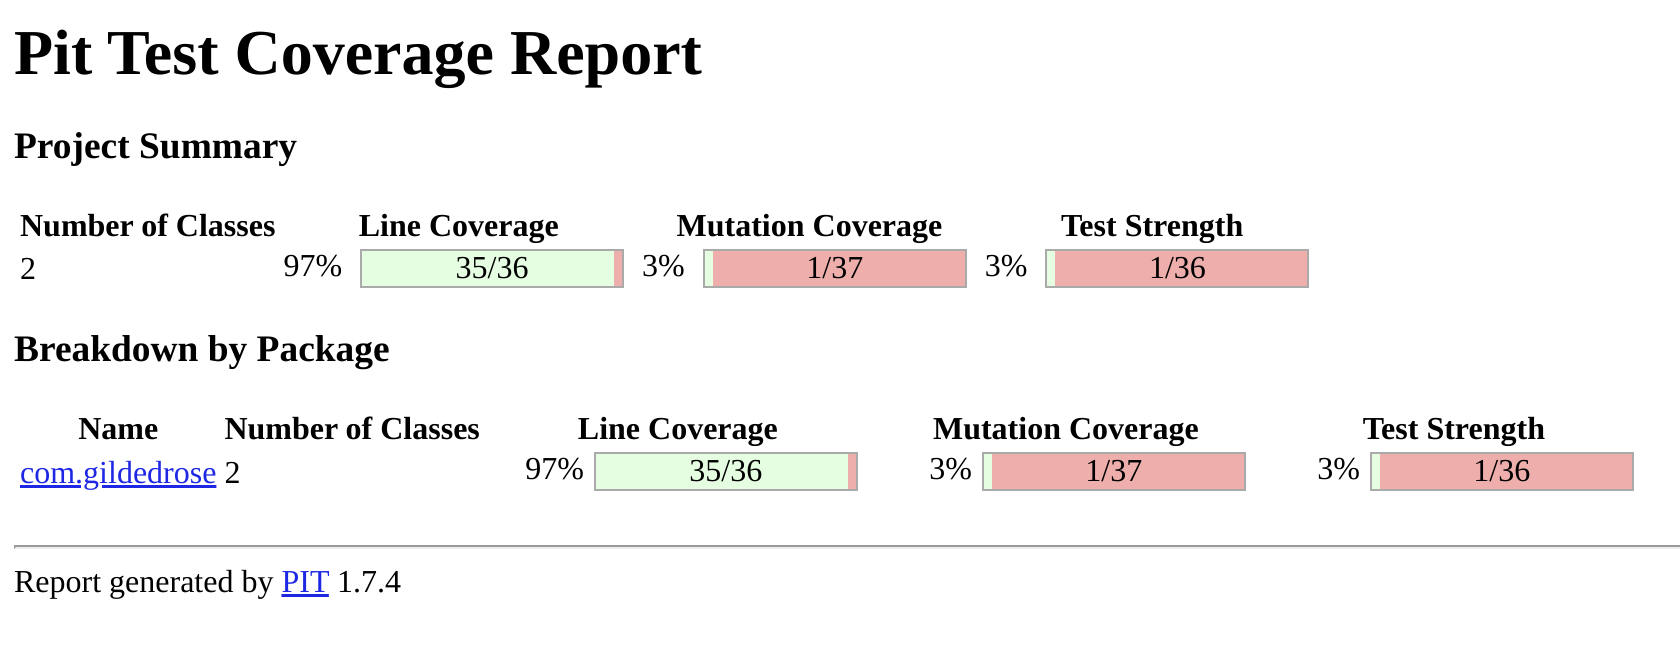 Pit Test Coverage Report
Project Summary
Number of Classes Line Coverage Mutation Coverage Test Strength
2 97% 35/36 3% 1/37 3% 1/36
Breakdown by Package
Name Number of Classes Line Coverage Mutation Coverage Test Strength
com.gildedrose 2 97% 35/36 3% 1/37 3% 1/36
Report generated by PIT 1.7.4